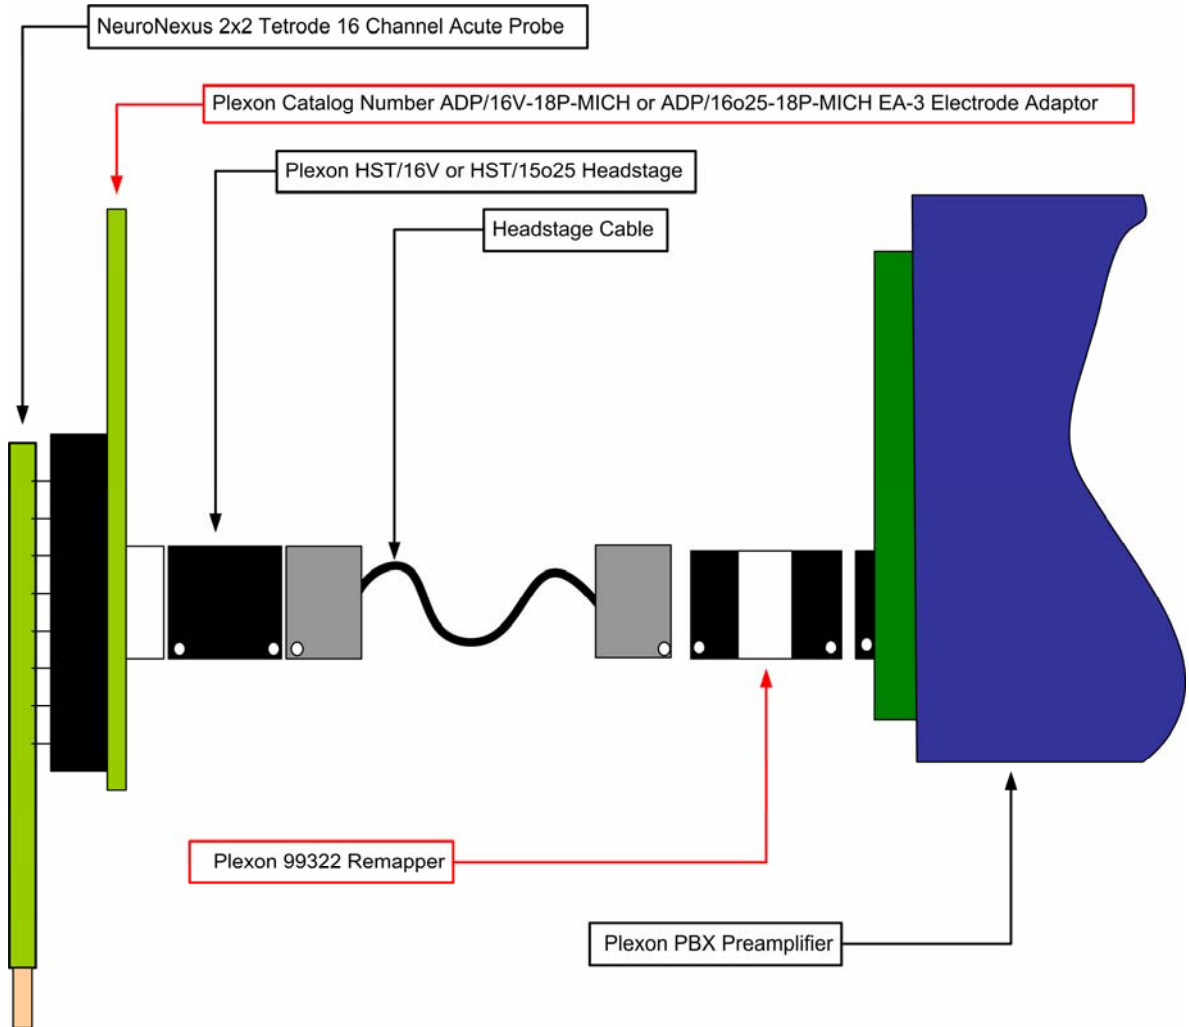 NeuroNexus 2x2 Tetrode 16 Channel Acute Probe
Plexon Catalog Number ADP/16V-18P-MICH or ADP/16o25-18P-MICH EA-3 Electrode Adaptor
Plexon HST/16V or HST/15o25 Headstage
Headstage Cable
Plexon 99322 Remapper
Plexon PBX Preamplifier